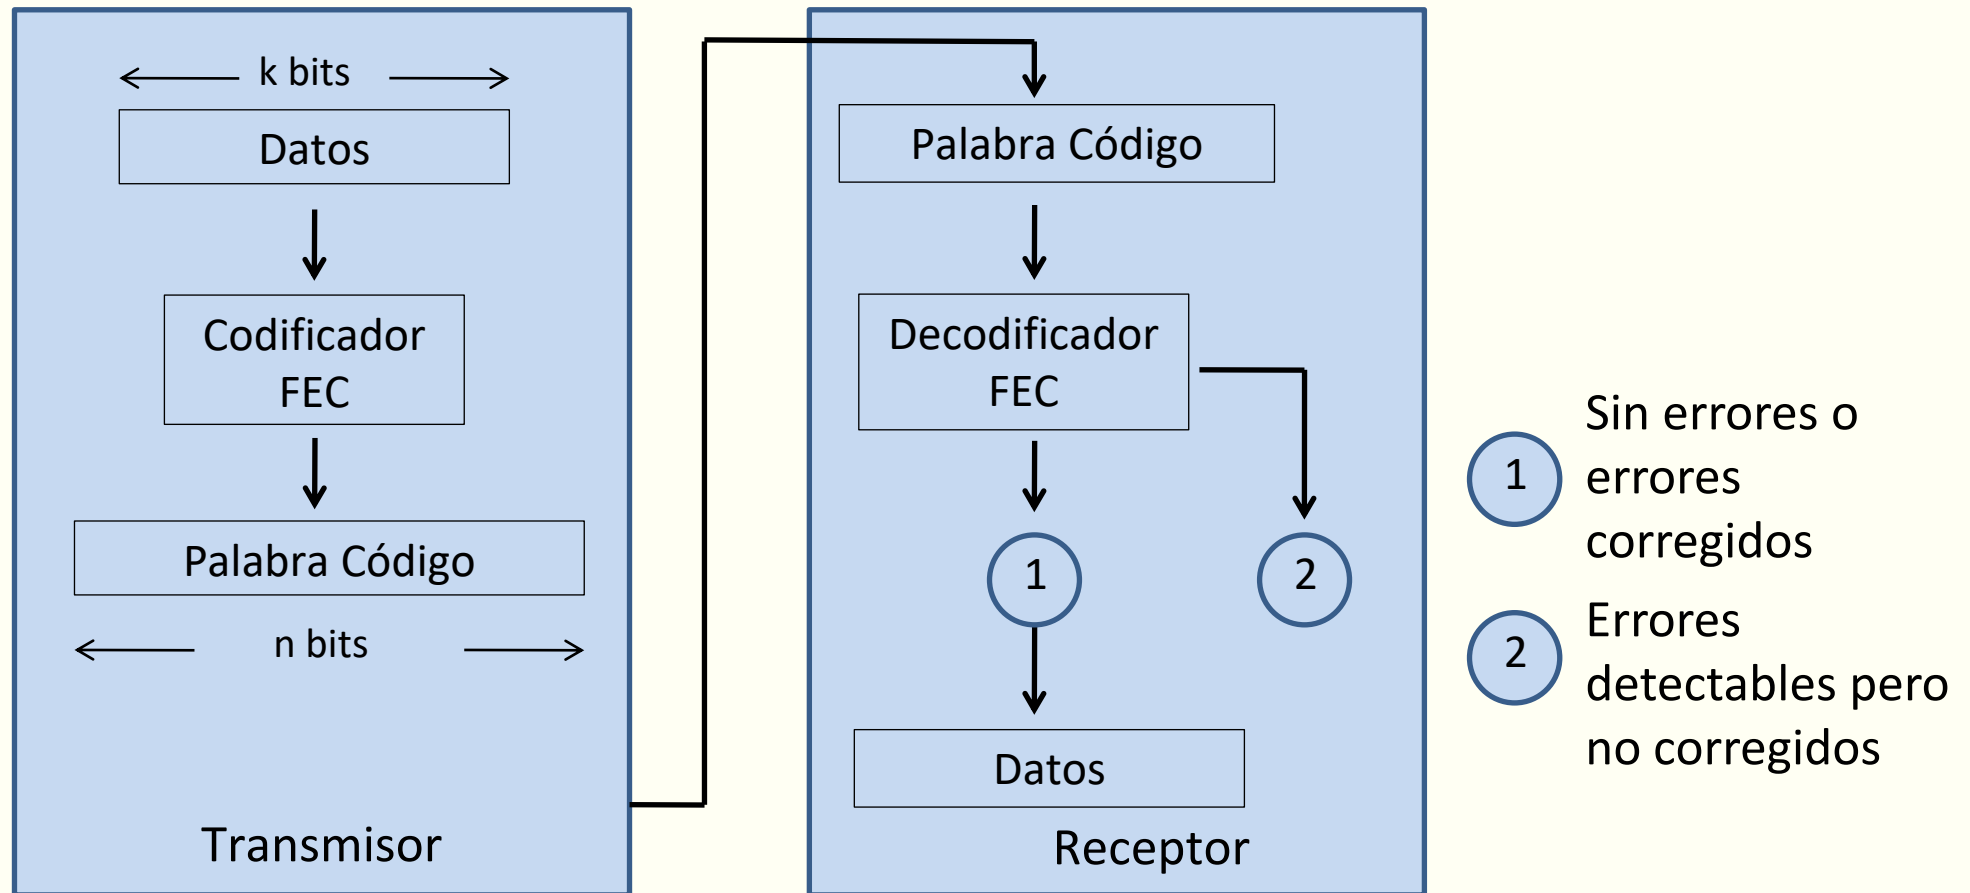 k bits
Datos
Codificador
FEC
Palabra Código
n bits
Transmisor
Palabra Código
Decodificador
FEC
1
2
Datos
Receptor
1
Sin errores o
errores
corregidos
2
Errores
detectables pero
no corregidos